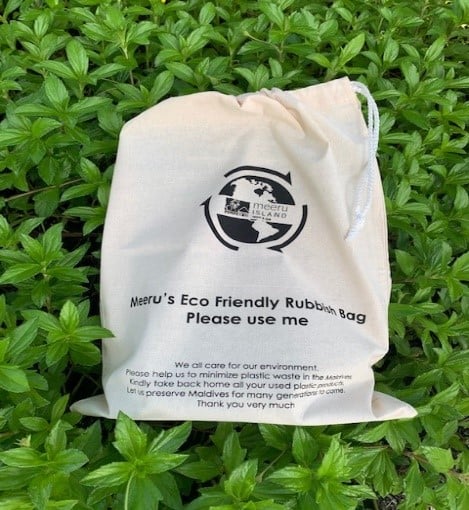 meeru
ISLAND
Meeru's Eco Friendly Rubbish Bag
Please use me
We all care for our environment.
Please help us to minimize plastic waste in the Maldives.
Kindly take back home all your used plastic products.
Let us preserve Maldives for many generations to come.
Thank you very much